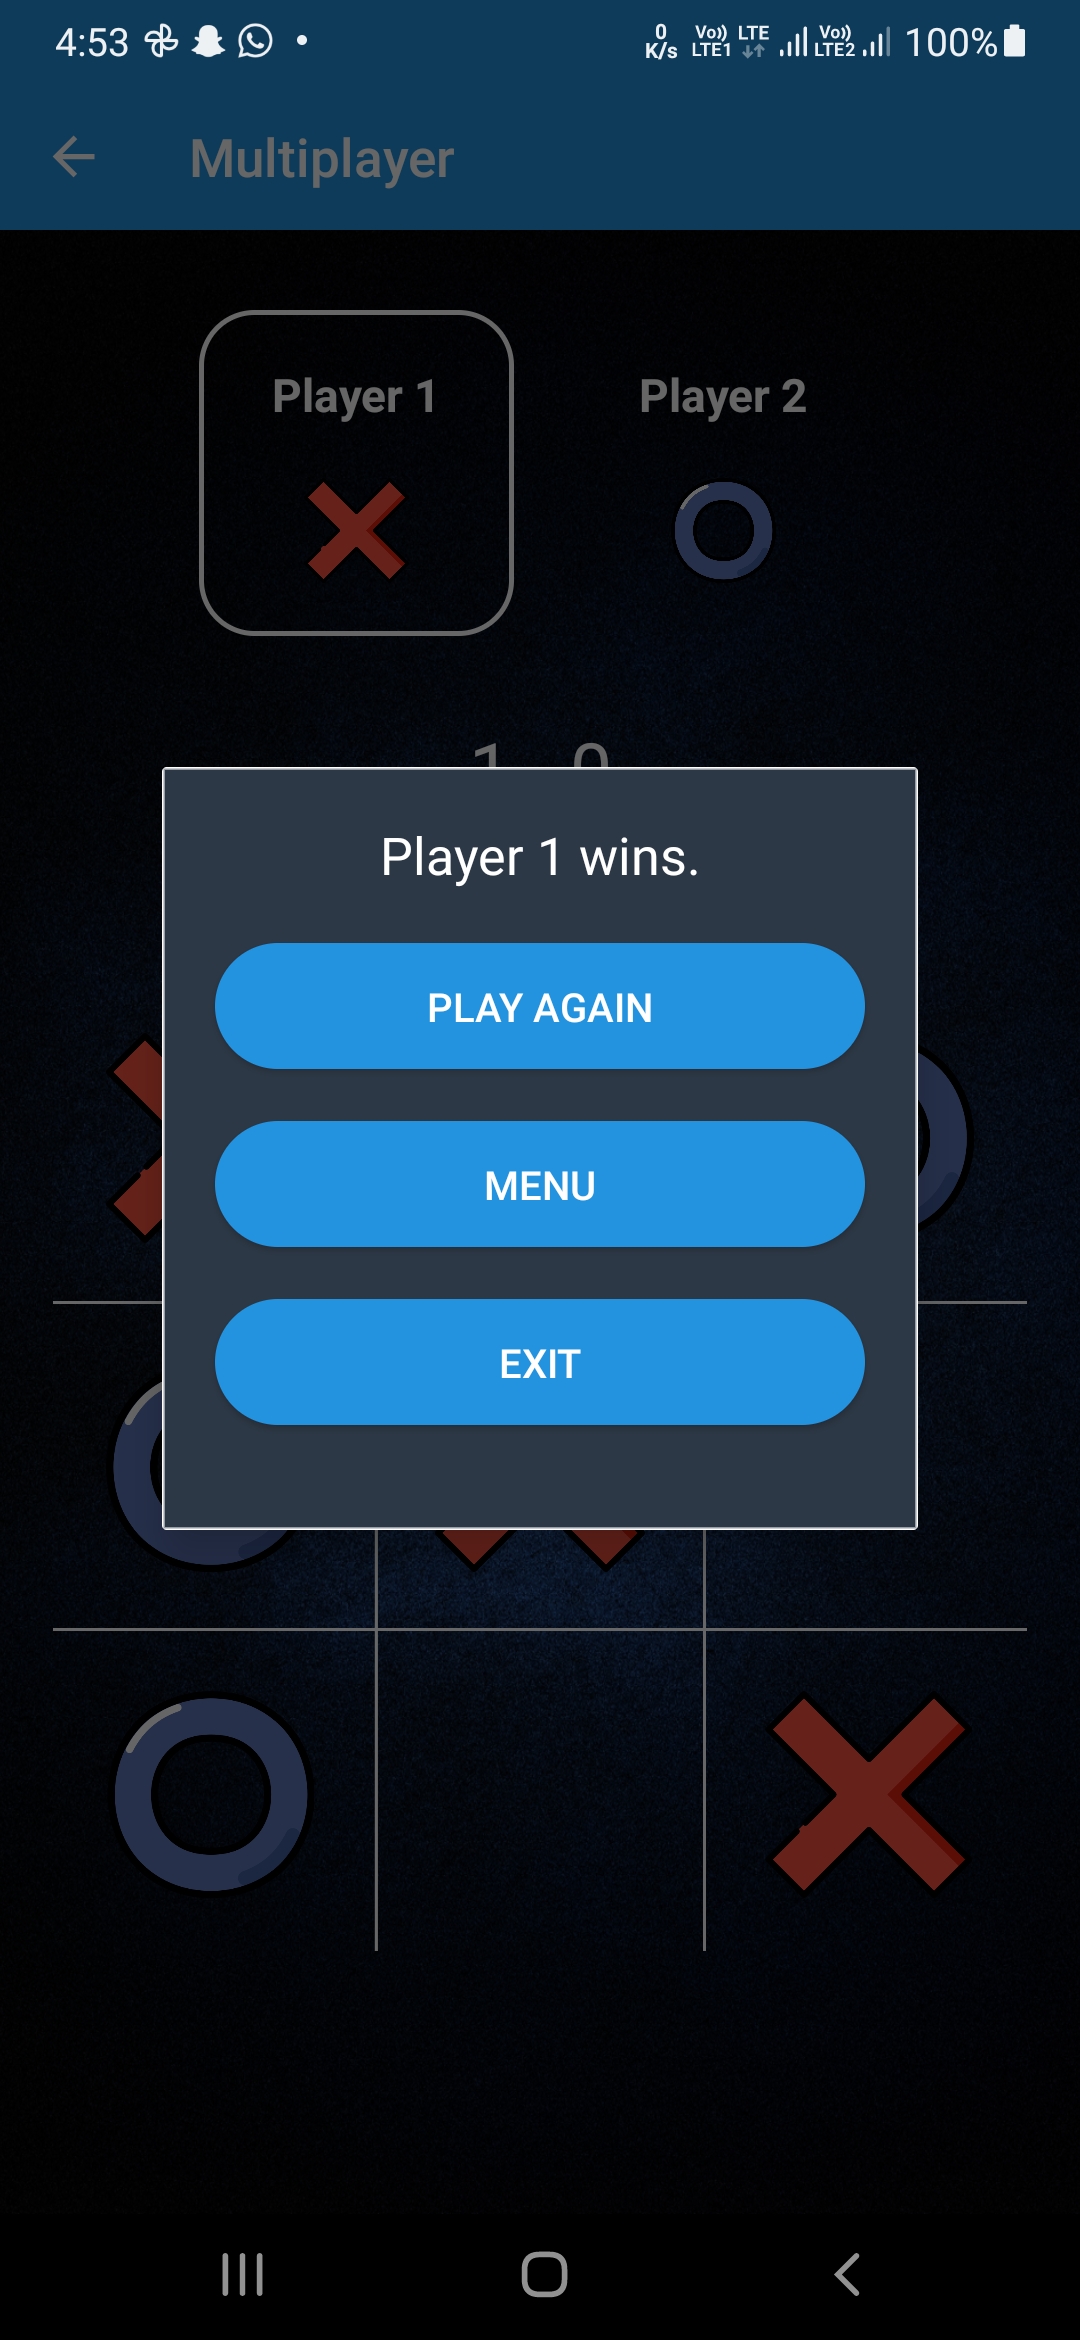 4:53
0 K/s Vo)) LTE1 LTE Vo)) LTE2 100%
Multiplayer
Player 1 Player 2
1 0
Player 1 wins.
PLAY AGAIN
MENU
EXIT